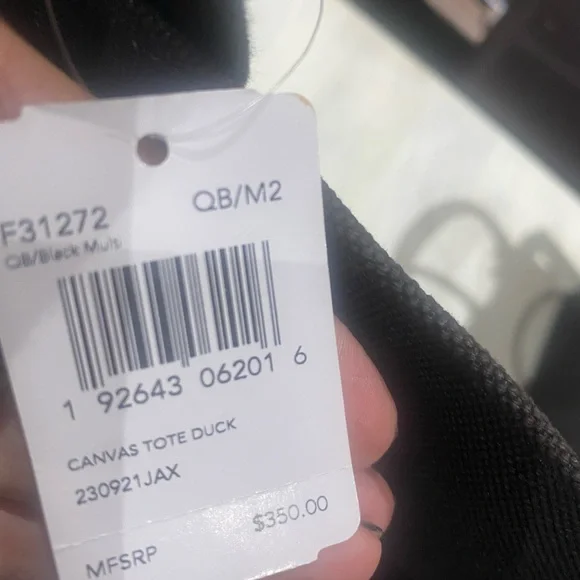 QB/M2
F31272
QB/Black Multi
1 92643 06201 6
CANVAS TOTE DUCK
230921JAX
$350.00
MFSRP